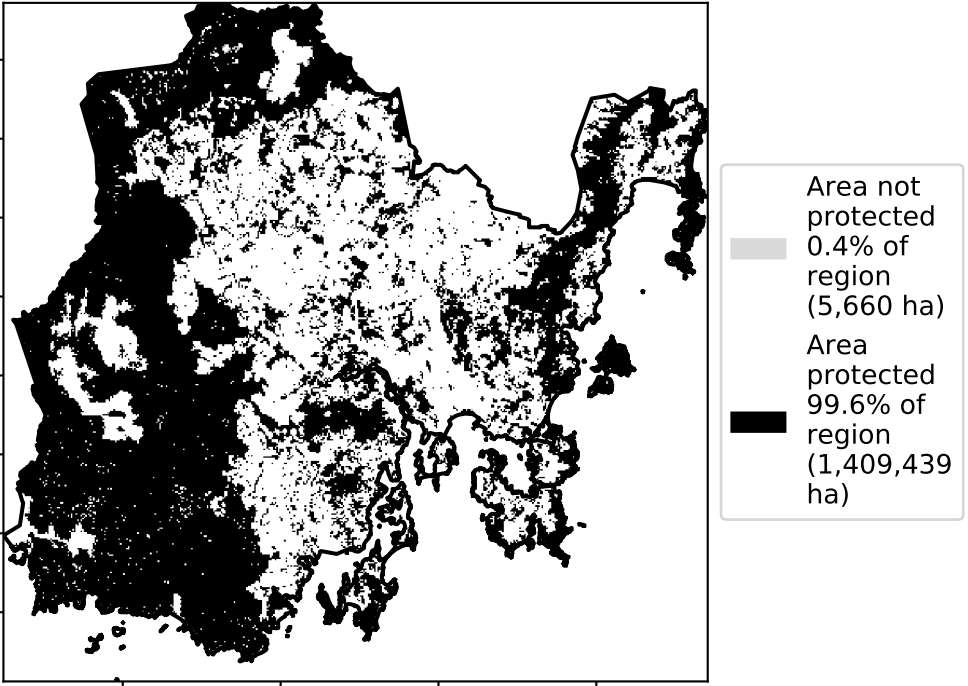 Area not
protected
0.4% of
region
(5,660 ha)
Area
protected
99.6% of
region
(1,409,439
ha)